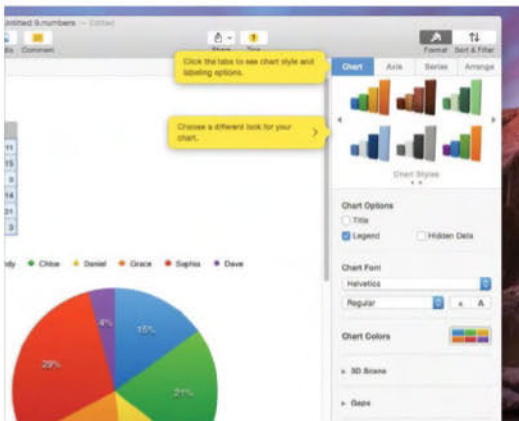 Untitled 9.numbers — Edited
Comment Share Tips Format Sort & Filter
Click the tabs to see chart style and
labeling options.
Chart Axis Series Arrange
Choose a different look for your
chart.
Chart Styles
11
15
14
Chart Options
Title
Legend Hidden Data
Chloe Daniel Grace Sophia Dave
Chart Font
Helvetica
Regular a A
4% 15%
Chart Colors
29% 21%
3D Scene
Gaps